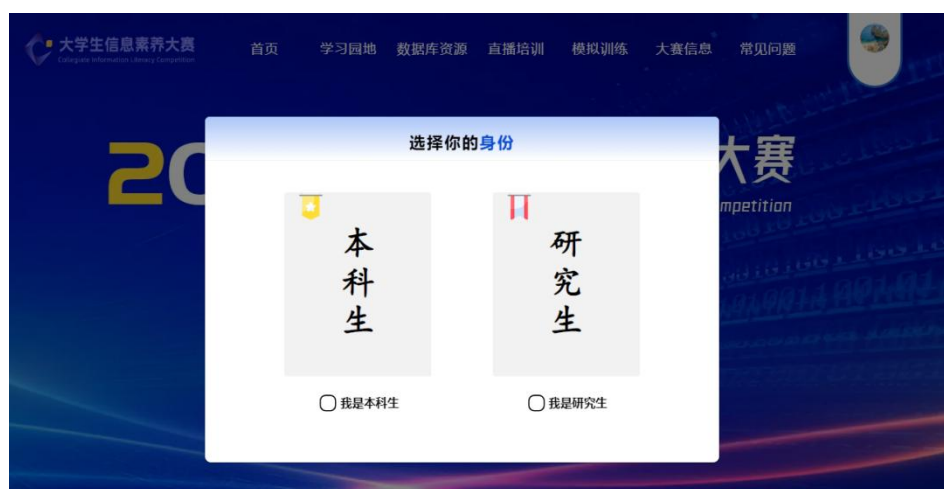 大学生信息素养大赛
Collegiate Information Literacy Competition
首页 学习园地 数据库资源 直播培训 模拟训练 大赛信息 常见问题
选择你的身份
20
大赛
mpetition
本科生
研究生
我是本科生
我是研究生